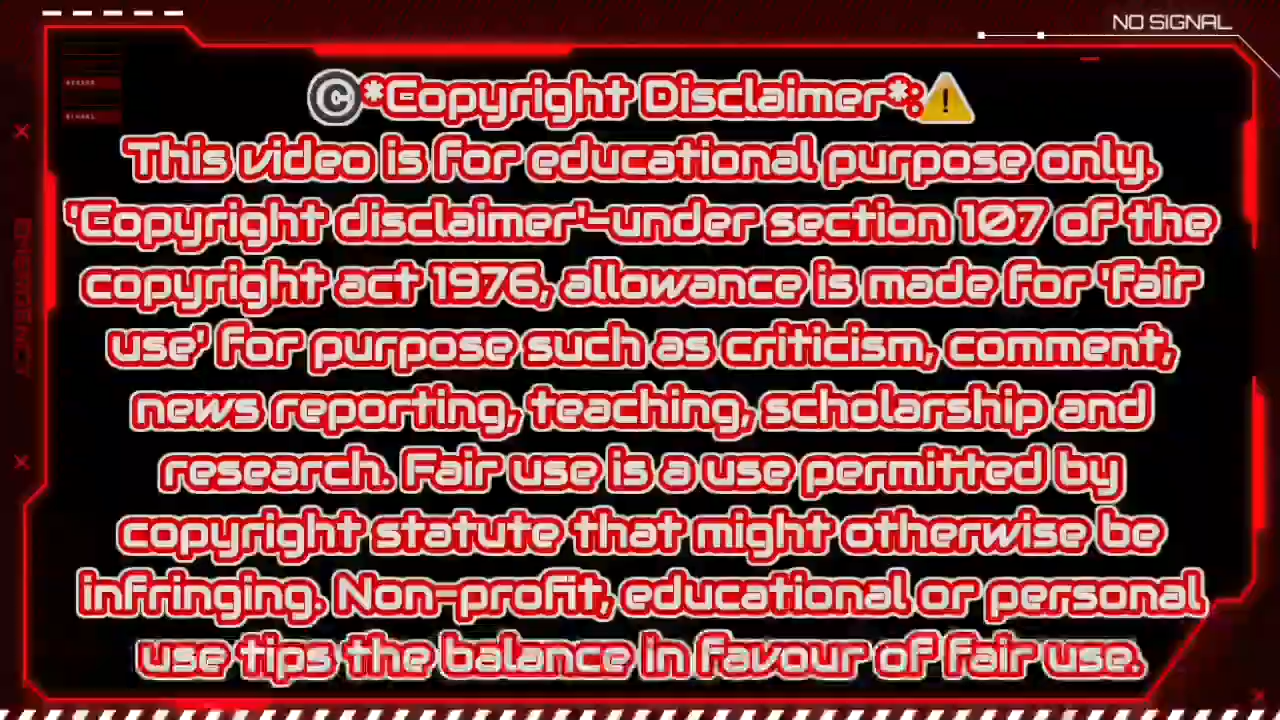 NO SIGNAL
©*Copyright Disclaimer*:⚠️
This video is for educational purpose only.
'Copyright disclaimer'-under section 107 of the
copyright act 1976, allowance is made for 'fair
use' for purpose such as criticism, comment,
news reporting, teaching, scholarship and
research. Fair use is a use permitted by
copyright statute that might otherwise be
infringing. Non-profit, educational or personal
use tips the balance in favour of fair use.
EMERGENCY